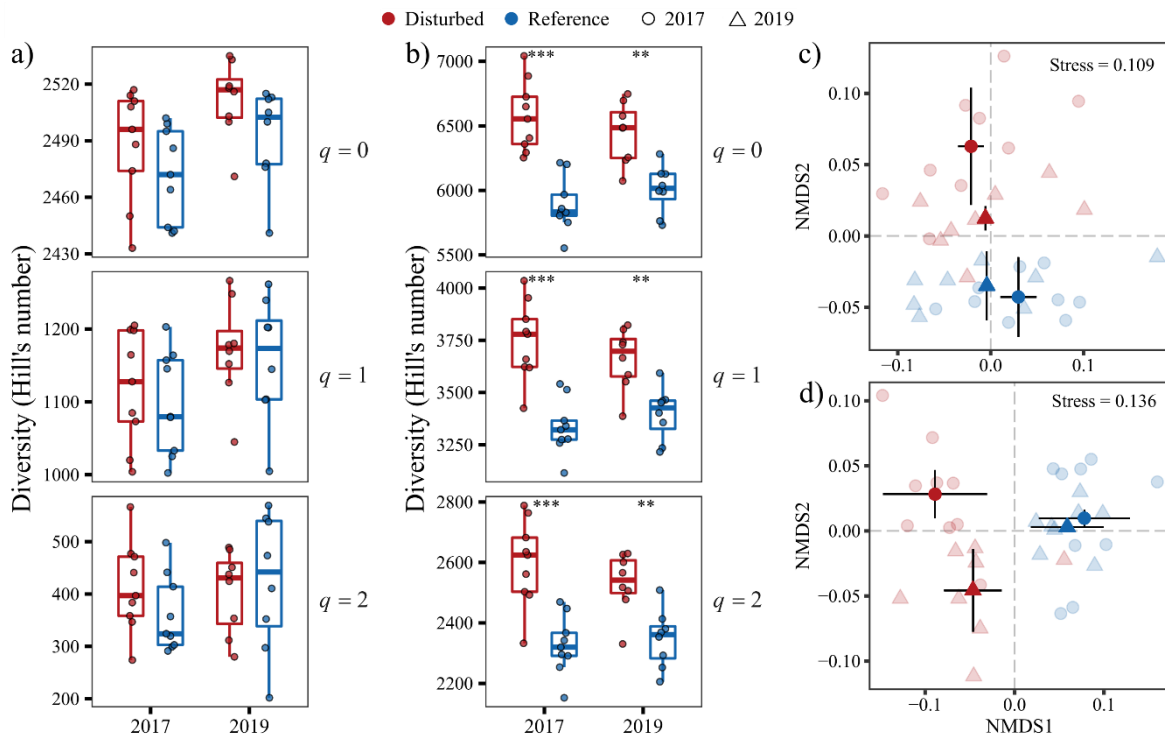 Disturbed Reference 2017 2019
a)
Diversity (Hill's number)
2520
2490
2460
2430
q = 0
1200
1100
1000
q = 1
500
400
300
200
q = 2
2017 2019
b)
Diversity (Hill's number)
*** **
7000
6500
6000
5500
q = 0
*** **
4000
3750
3500
3250
q = 1
*** **
2800
2600
2400
2200
q = 2
2017 2019
c)
Stress = 0.109
NMDS2
0.10
0.05
0.00
−0.05
-0.1 0.0 0.1
d)
Stress = 0.136
NMDS2
0.10
0.05
0.00
−0.05
−0.10
-0.1 0.0 0.1
NMDS1